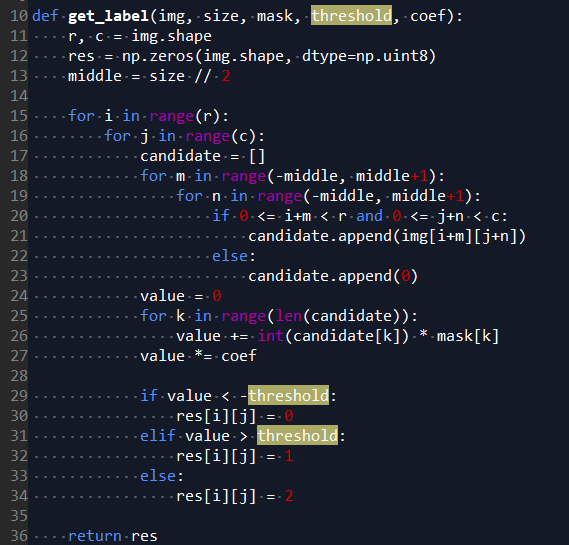 10 def get_label(img, size, mask, threshold, coef):
11     r, c = img.shape
12     res = np.zeros(img.shape, dtype=np.uint8)
13     middle = size // 2
14
15     for i in range(r):
16         for j in range(c):
17             candidate = []
18             for m in range(-middle, middle+1):
19                 for n in range(-middle, middle+1):
20                     if 0 <= i+m < r and 0 <= j+n < c:
21                         candidate.append(img[i+m][j+n])
22                     else:
23                         candidate.append(0)
24             value = 0
25             for k in range(len(candidate)):
26                 value += int(candidate[k]) * mask[k]
27             value *= coef
28
29             if value < -threshold:
30                 res[i][j] = 0
31             elif value > threshold:
32                 res[i][j] = 1
33             else:
34                 res[i][j] = 2
35
36     return res